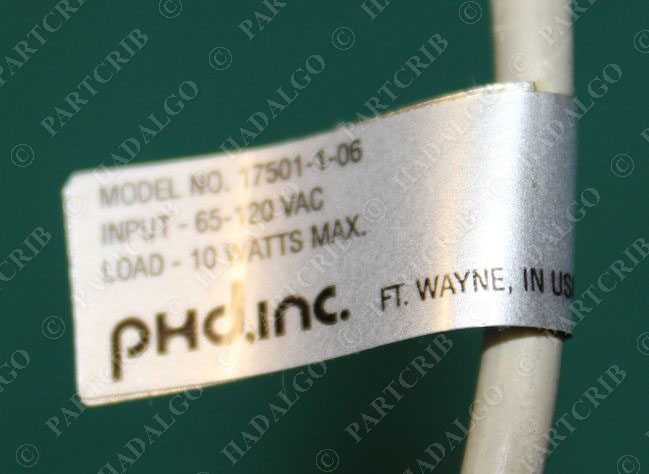 MODEL NO. 17501-1-06
INPUT - 65-120 VAC
LOAD - 10 WATTS MAX.
PHd.inc. FT. WAYNE, IN USA
© PARTCRIB
© HADALGO